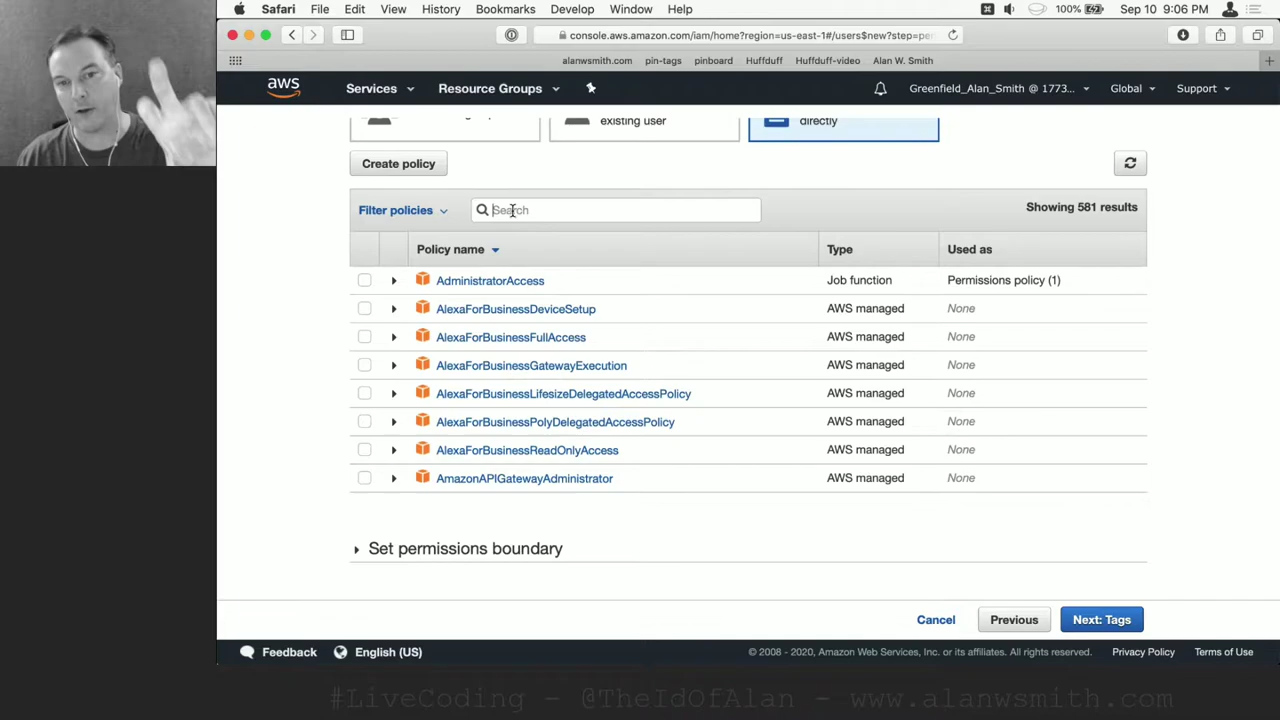 Safari File Edit View History Bookmarks Develop Window Help 100% Sep 10 9:06 PM
console.aws.amazon.com/iam/home?region=us-east-1#/users$new?step=pe
alanwsmith.com pin-tags pinboard Huffduff Huffduff-video Alan W. Smith
aws Services Resource Groups Greenfield_Alan_Smith @ 1773... Global Support
existing user directly
Create policy
Filter policies Search Showing 581 results
Policy name Type Used as
AdministratorAccess Job function Permissions policy (1)
AlexaForBusinessDeviceSetup AWS managed None
AlexaForBusinessFullAccess AWS managed None
AlexaForBusinessGatewayExecution AWS managed None
AlexaForBusinessLifesizeDelegatedAccessPolicy AWS managed None
AlexaForBusinessPolyDelegatedAccessPolicy AWS managed None
AlexaForBusinessReadOnlyAccess AWS managed None
AmazonAPIGatewayAdministrator AWS managed None
Set permissions boundary
Cancel Previous Next: Tags
Feedback English (US) © 2008 - 2020, Amazon Web Services, Inc. or its affiliates. All rights reserved. Privacy Policy Terms of Use
#LiveCoding - @TheIdOfAlan - www.alanwsmith.com